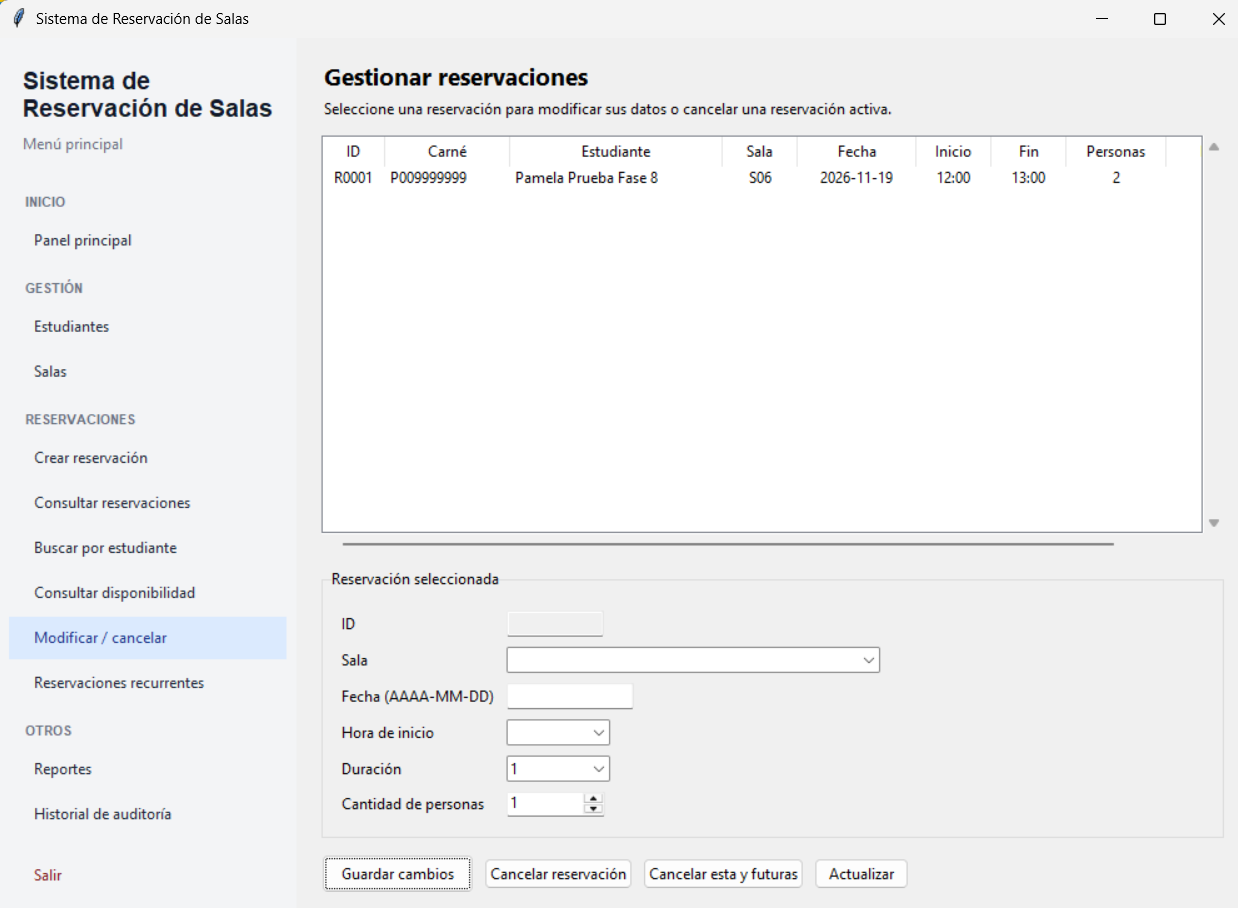 Sistema de Reservación de Salas
Sistema de
Reservación de Salas
Menú principal
INICIO
Panel principal
GESTIÓN
Estudiantes
Salas
RESERVACIONES
Crear reservación
Consultar reservaciones
Buscar por estudiante
Consultar disponibilidad
Modificar / cancelar
Reservaciones recurrentes
OTROS
Reportes
Historial de auditoría
Salir
Gestionar reservaciones
Seleccione una reservación para modificar sus datos o cancelar una reservación activa.
ID Carné Estudiante Sala Fecha Inicio Fin Personas
R0001 P009999999 Pamela Prueba Fase 8 S06 2026-11-19 12:00 13:00 2
Reservación seleccionada
ID
Sala
Fecha (AAAA-MM-DD)
Hora de inicio
Duración 1
Cantidad de personas 1
Guardar cambios Cancelar reservación Cancelar esta y futuras Actualizar